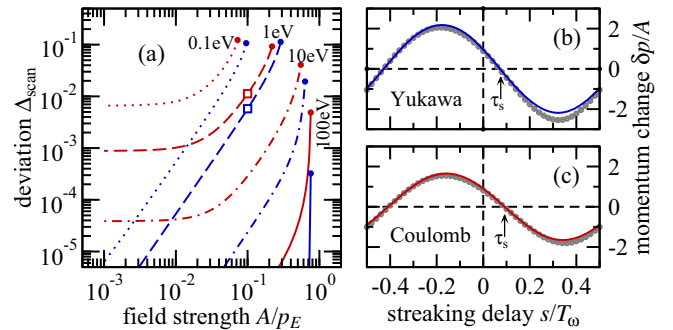 (a)
0.1eV
1eV
10eV
100eV
deviation Δscan
10⁰
10⁻¹
10⁻²
10⁻³
10⁻⁴
10⁻⁵
10⁻³ 10⁻² 10⁻¹ 10⁰
field strength A/p_E
(b)
Yukawa
τs
2
0
-2
(c)
Coulomb
τs
2
0
-2
momentum change δp/A
-0.4 -0.2 0 0.2 0.4
streaking delay s/Tω